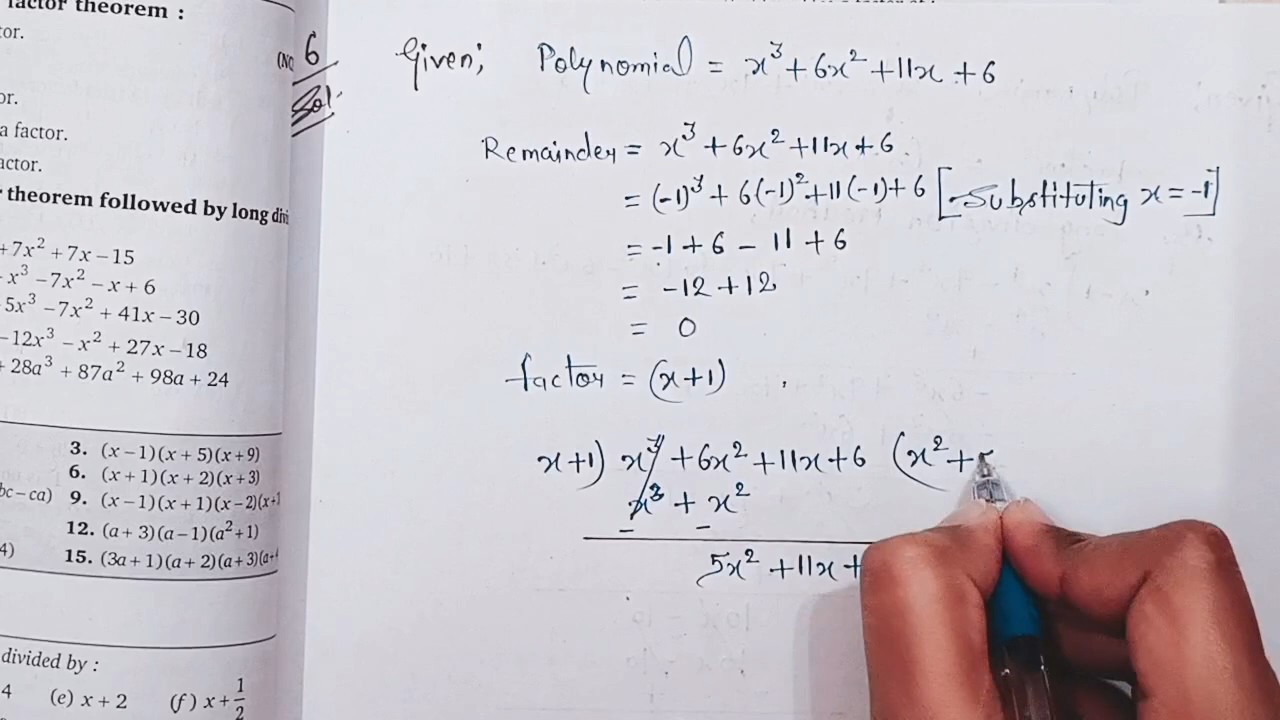 factor theorem :
tor.
or.
a factor.
actor.
theorem followed by long divi
+7x² + 7x − 15
x³ − 7x² − x + 6
5x³ − 7x² + 41x − 30
−12x³ − x² + 27x − 18
+ 28a³ + 87a² + 98a + 24
3. (x−1)(x+5)(x+9)
6. (x+1)(x+2)(x+3)
bc − ca) 9. (x−1)(x+1)(x−2)(x+
12. (a+3)(a−1)(a²+1)
4) 15. (3a+1)(a+2)(a+3)(a+
divided by :
4 (e) x + 2 (f) x + 1/2
6
Sol.
Given; Polynomial = x³ + 6x² + 11x + 6
Remainder = x³ + 6x² + 11x + 6
= (-1)³ + 6(-1)² + 11(-1) + 6 [Substituting x = -1]
= -1 + 6 − 11 + 6
= -12 + 12
= 0
factor = (x+1)
x+1) x³ + 6x² + 11x + 6 (x² +
x³ + x²
− −
5x² + 11x +